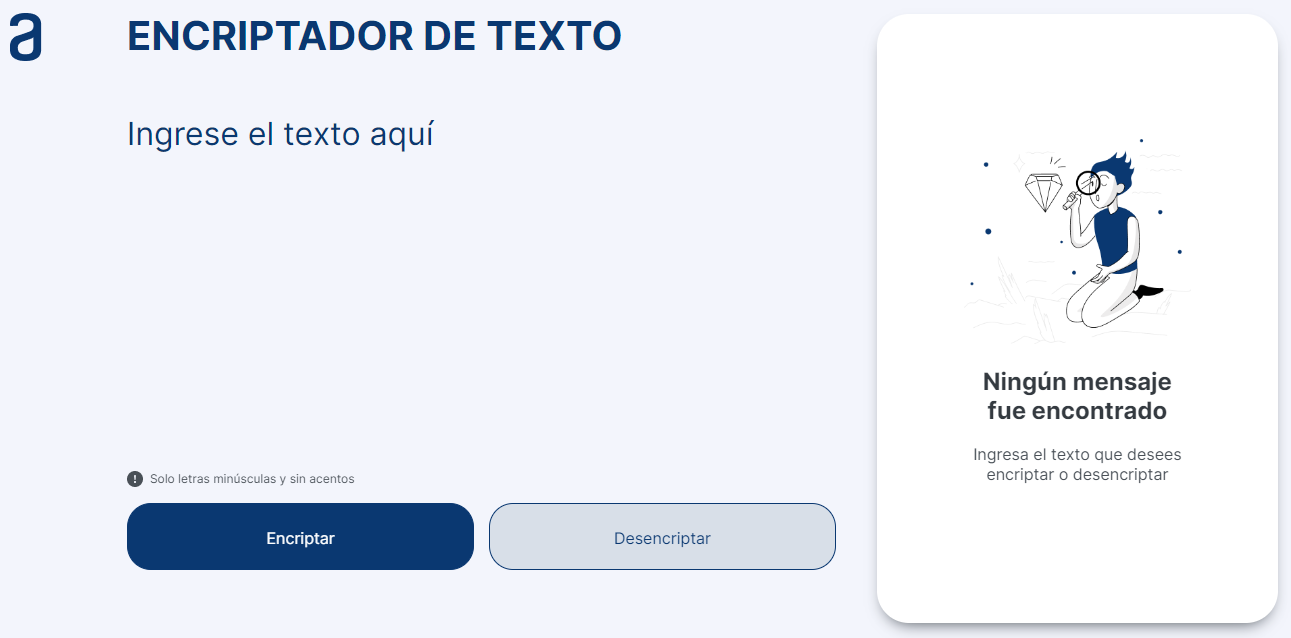 a
ENCRIPTADOR DE TEXTO
Ingrese el texto aquí
Solo letras minúsculas y sin acentos
Encriptar
Desencriptar
Ningún mensaje
fue encontrado
Ingresa el texto que desees
encriptar o desencriptar